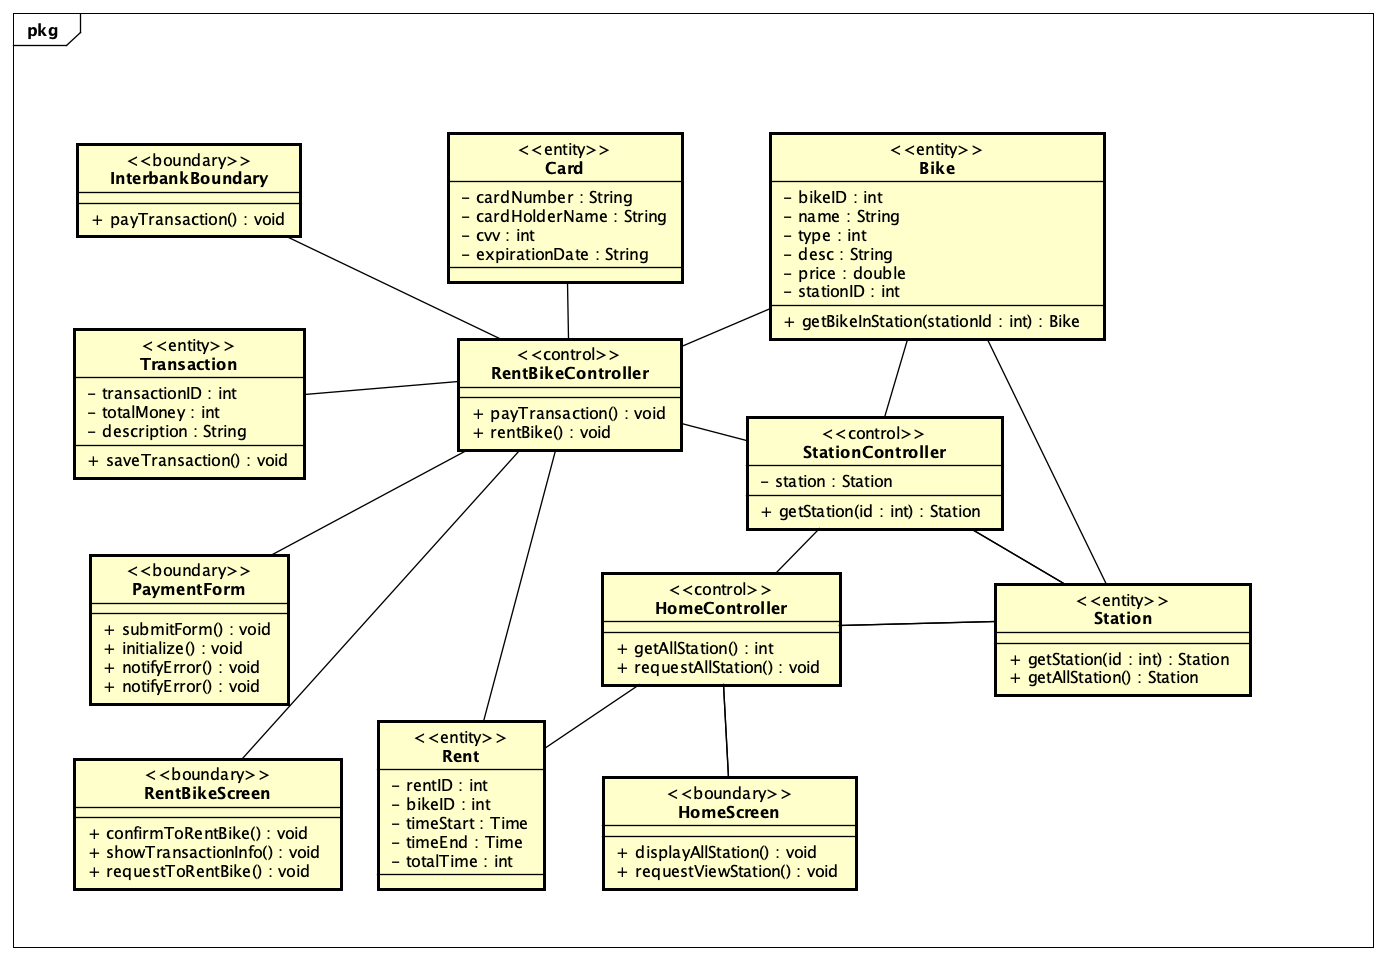 pkg
<<boundary>>
InterbankBoundary
+ payTransaction() : void
<<entity>>
Card
- cardNumber : String
- cardHolderName : String
- cvv : int
- expirationDate : String
<<entity>>
Bike
- bikeID : int
- name : String
- type : int
- desc : String
- price : double
- stationID : int
+ getBikeInStation(stationId : int) : Bike
<<entity>>
Transaction
- transactionID : int
- totalMoney : int
- description : String
+ saveTransaction() : void
<<control>>
RentBikeController
+ payTransaction() : void
+ rentBike() : void
<<control>>
StationController
- station : Station
+ getStation(id : int) : Station
<<boundary>>
PaymentForm
+ submitForm() : void
+ initialize() : void
+ notifyError() : void
+ notifyError() : void
<<control>>
HomeController
+ getAllStation() : int
+ requestAllStation() : void
<<entity>>
Station
+ getStation(id : int) : Station
+ getAllStation() : Station
<<boundary>>
RentBikeScreen
+ confirmToRentBike() : void
+ showTransactionInfo() : void
+ requestToRentBike() : void
<<entity>>
Rent
- rentID : int
- bikeID : int
- timeStart : Time
- timeEnd : Time
- totalTime : int
<<boundary>>
HomeScreen
+ displayAllStation() : void
+ requestViewStation() : void